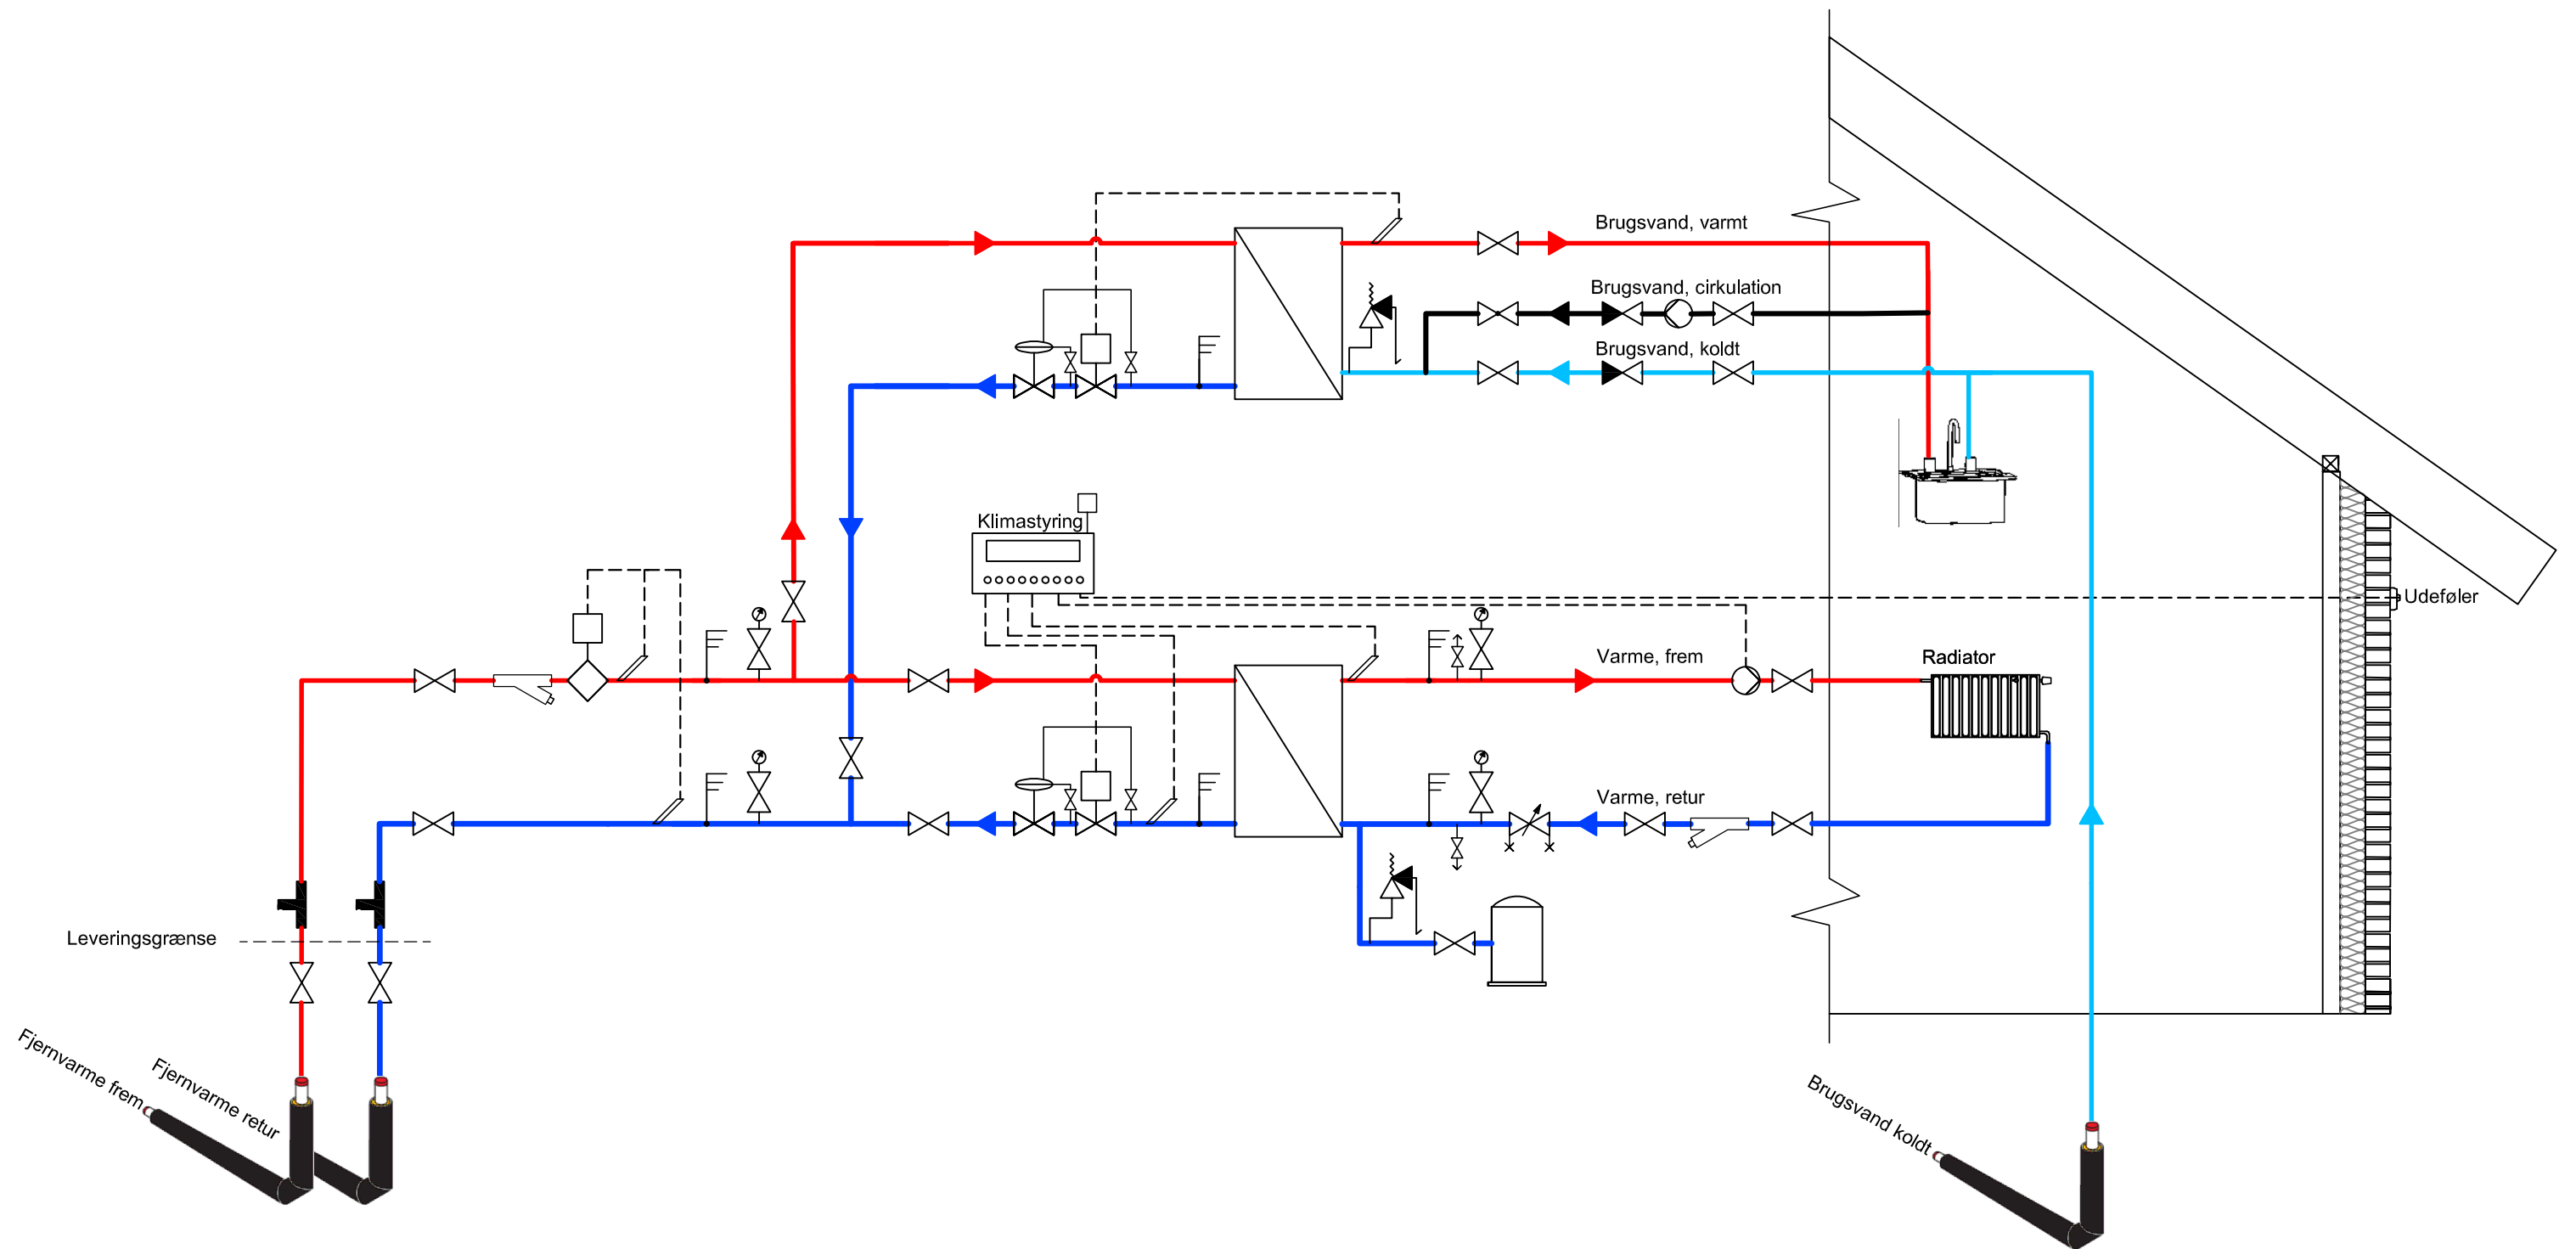 Brugsvand, varmt
Brugsvand, cirkulation
Brugsvand, koldt
Klimastyring
Udeføler
Varme, frem
Radiator
Varme, retur
Leveringsgrænse
Fjernvarme frem
Fjernvarme retur
Brugsvand koldt